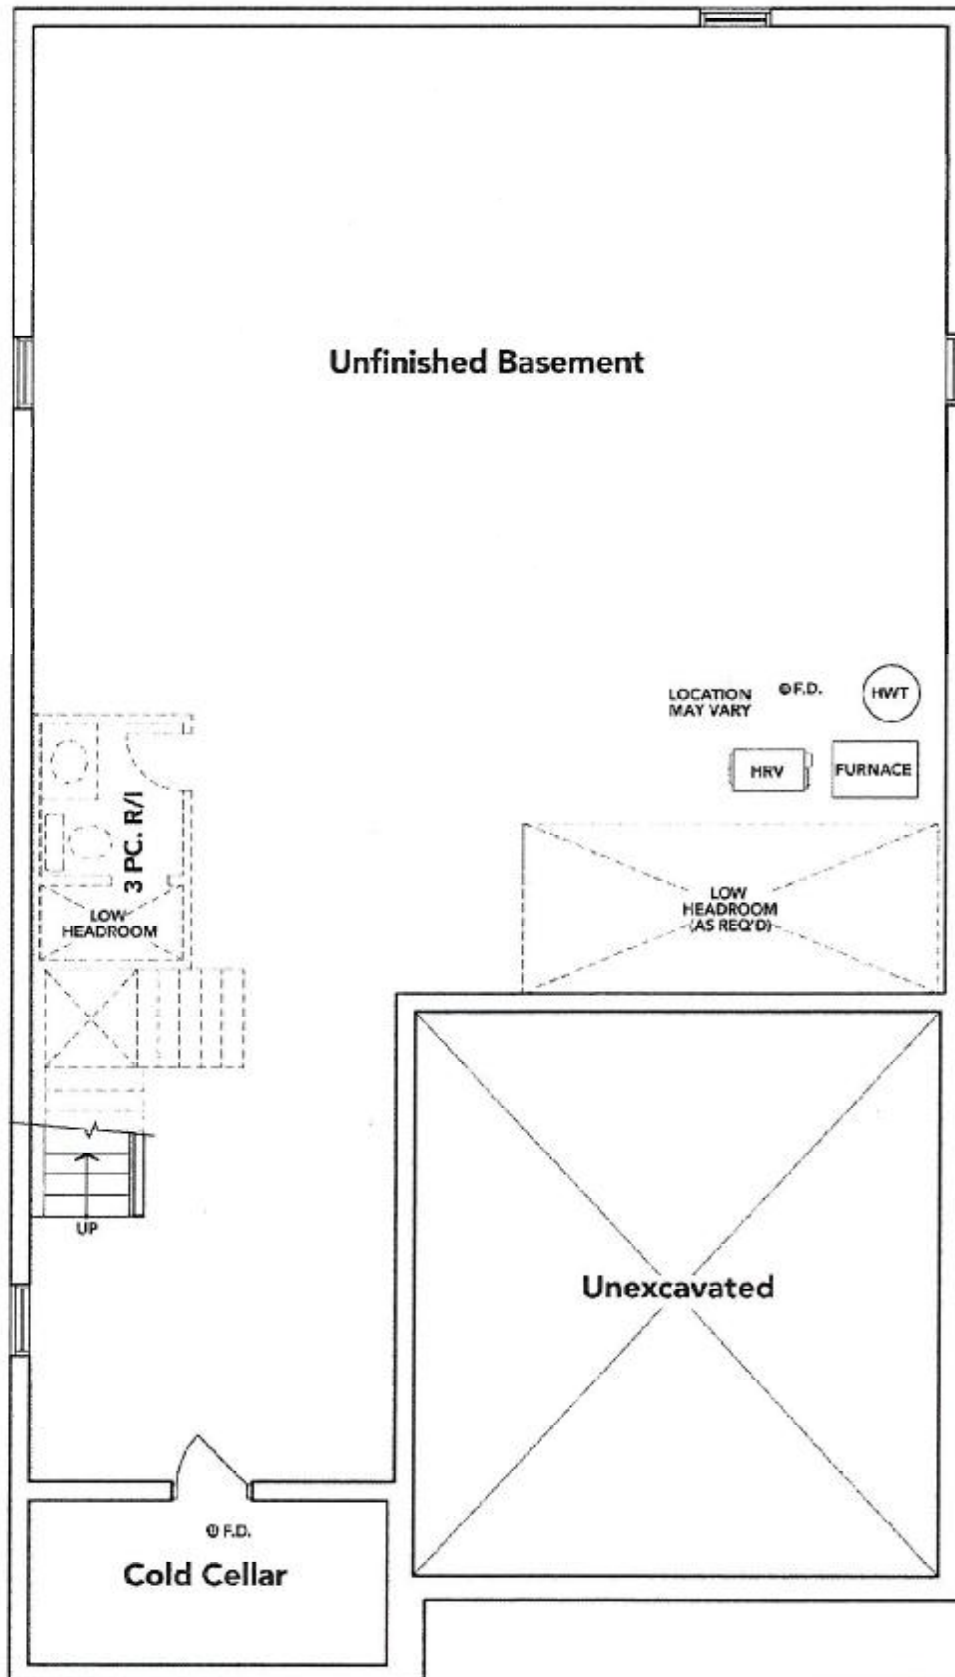 Unfinished Basement
LOCATION
MAY VARY
F.D.
HWT
HRV
FURNACE
3 PC. R/I
LOW
HEADROOM
LOW
HEADROOM
(AS REQ'D)
UP
Unexcavated
F.D.
Cold Cellar